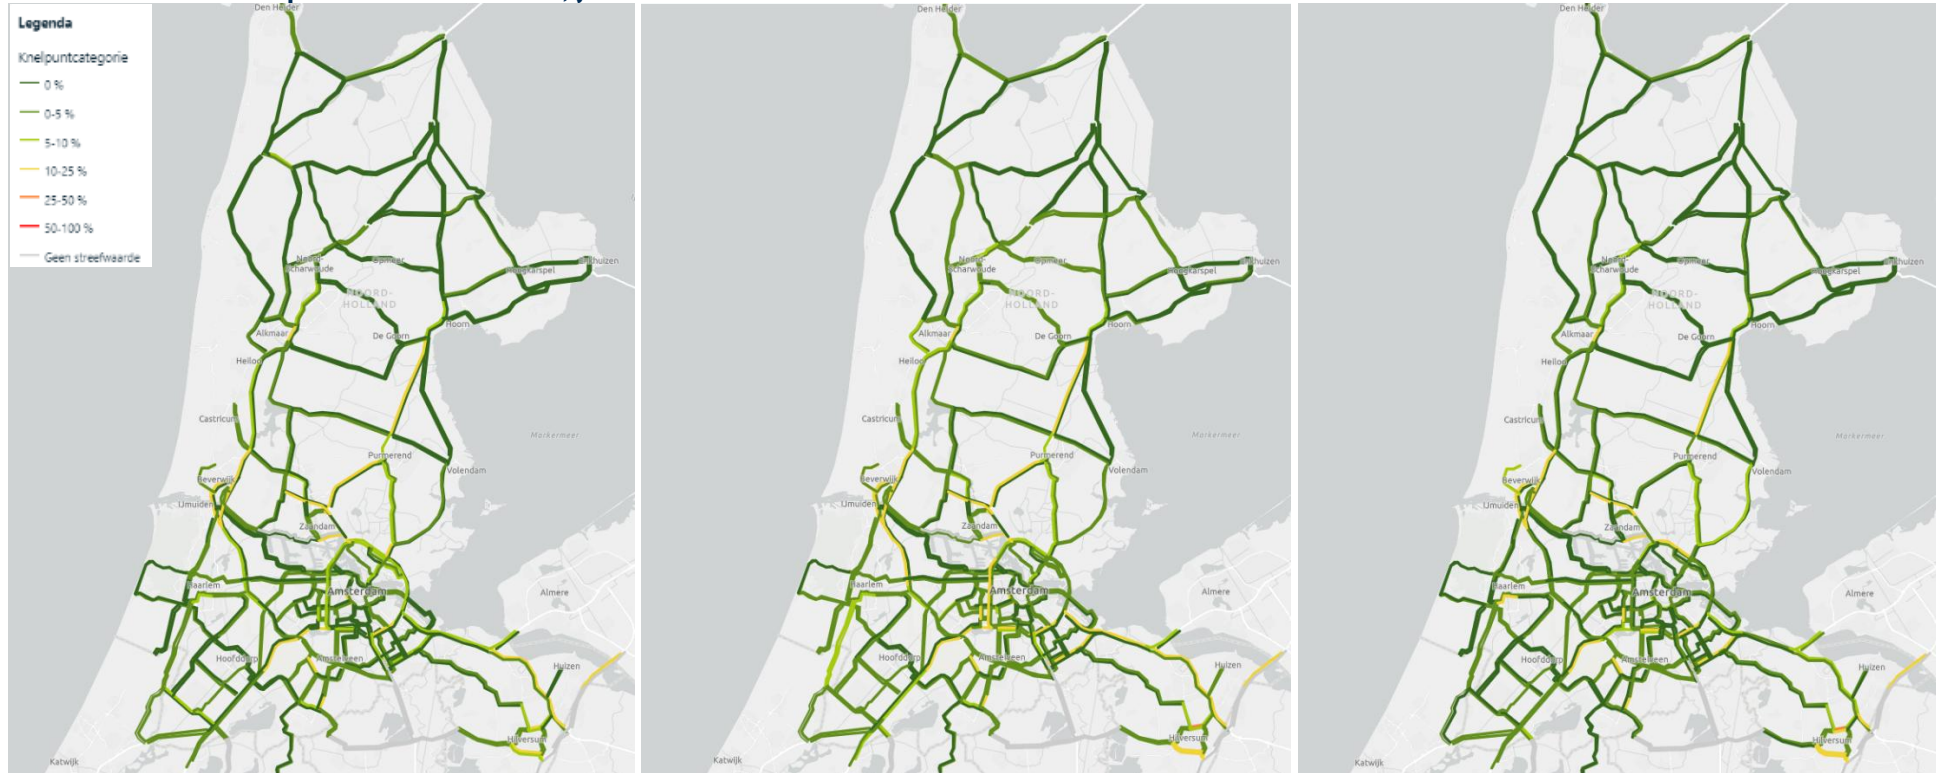 Legenda
Knelpuntcategorie
0 %
0-5 %
5-10 %
10-25 %
25-50 %
50-100 %
Geen streefwaarde
Den Helder
Noord-
Scharwoude
Opmeer
Hoogkarspel
Enkhuizen
NOORD-
HOLLAND
Alkmaar
De Goorn
Hoorn
Heiloo
Castricum
Markermeer
Purmerend
Volendam
Beverwijk
IJmuiden
Zaandam
Haarlem
Amsterdam
Almere
Hoofddorp
Amstelveen
Huizen
Hilversum
Katwijk
Den Helder
Noord-
Scharwoude
Opmeer
Hoogkarspel
Enkhuizen
NOORD-
HOLLAND
Alkmaar
De Goorn
Hoorn
Heiloo
Castricum
Markermeer
Purmerend
Volendam
Beverwijk
IJmuiden
Zaandam
Haarlem
Amsterdam
Almere
Hoofddorp
Amstelveen
Huizen
Hilversum
Katwijk
Den Helder
Noord-
Scharwoude
Opmeer
Hoogkarspel
Enkhuizen
NOORD-
HOLLAND
Alkmaar
De Goorn
Hoorn
Heiloo
Castricum
Markermeer
Purmerend
Volendam
Beverwijk
IJmuiden
Zaandam
Haarlem
Amsterdam
Almere
Hoofddorp
Amstelveen
Huizen
Hilversum
Katwijk